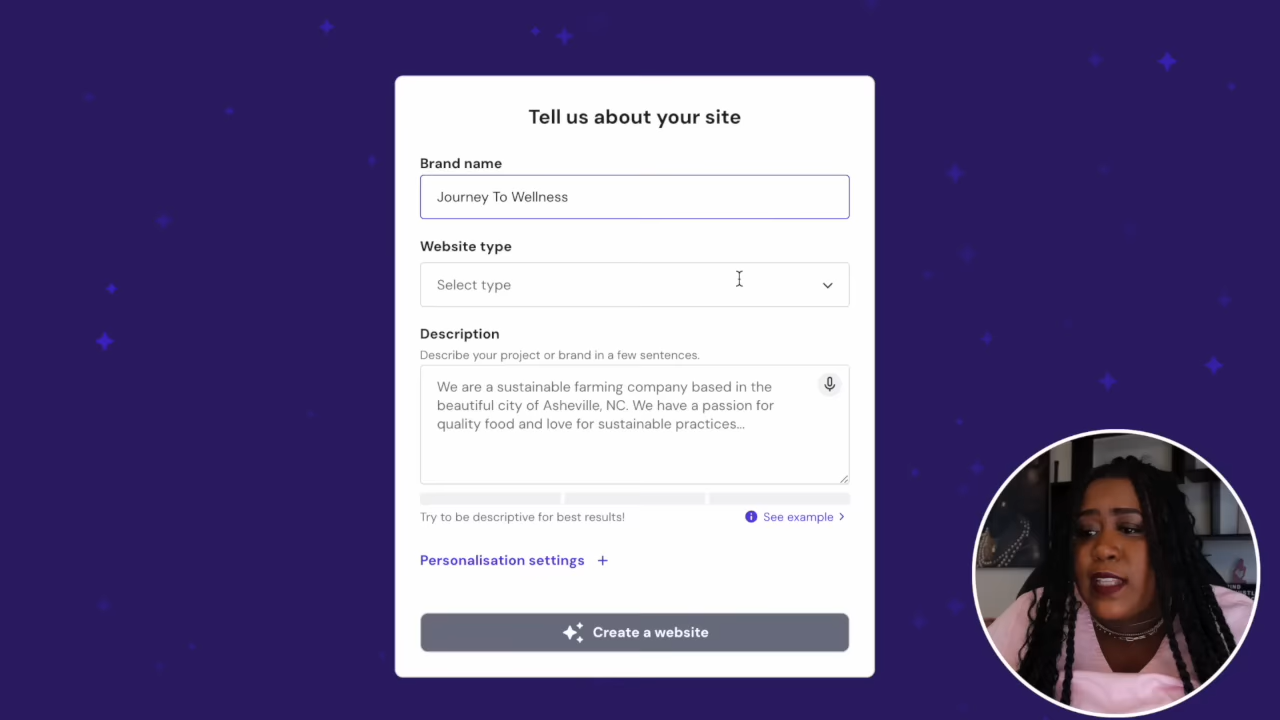 Tell us about your site
Brand name
Journey To Wellness
Website type
Select type
Description
Describe your project or brand in a few sentences.
We are a sustainable farming company based in the
beautiful city of Asheville, NC. We have a passion for
quality food and love for sustainable practices...
Try to be descriptive for best results!
See example
Personalisation settings +
Create a website